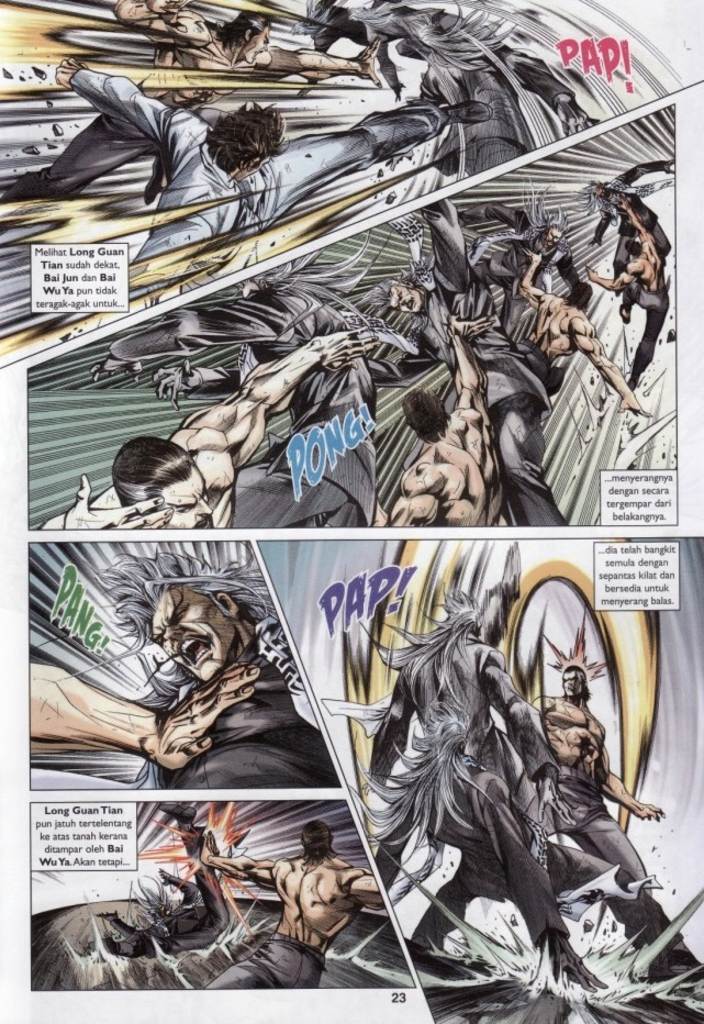 PAP!
Melihat Long Guan
Tian sudah dekat,
Bai Jun dan Bai
Wu Ya pun tidak
teragak-agak untuk...
PONG!
...menyerangnya
dengan secara
tergempar dari
belakangnya.
PANG!
PAP!
...dia telah bangkit
semula dengan
sepantas kilat dan
bersedia untuk
menyerang balas.
Long Guan Tian
pun jatuh tertelentang
ke atas tanah kerana
ditampar oleh Bai
Wu Ya. Akan tetapi...
23